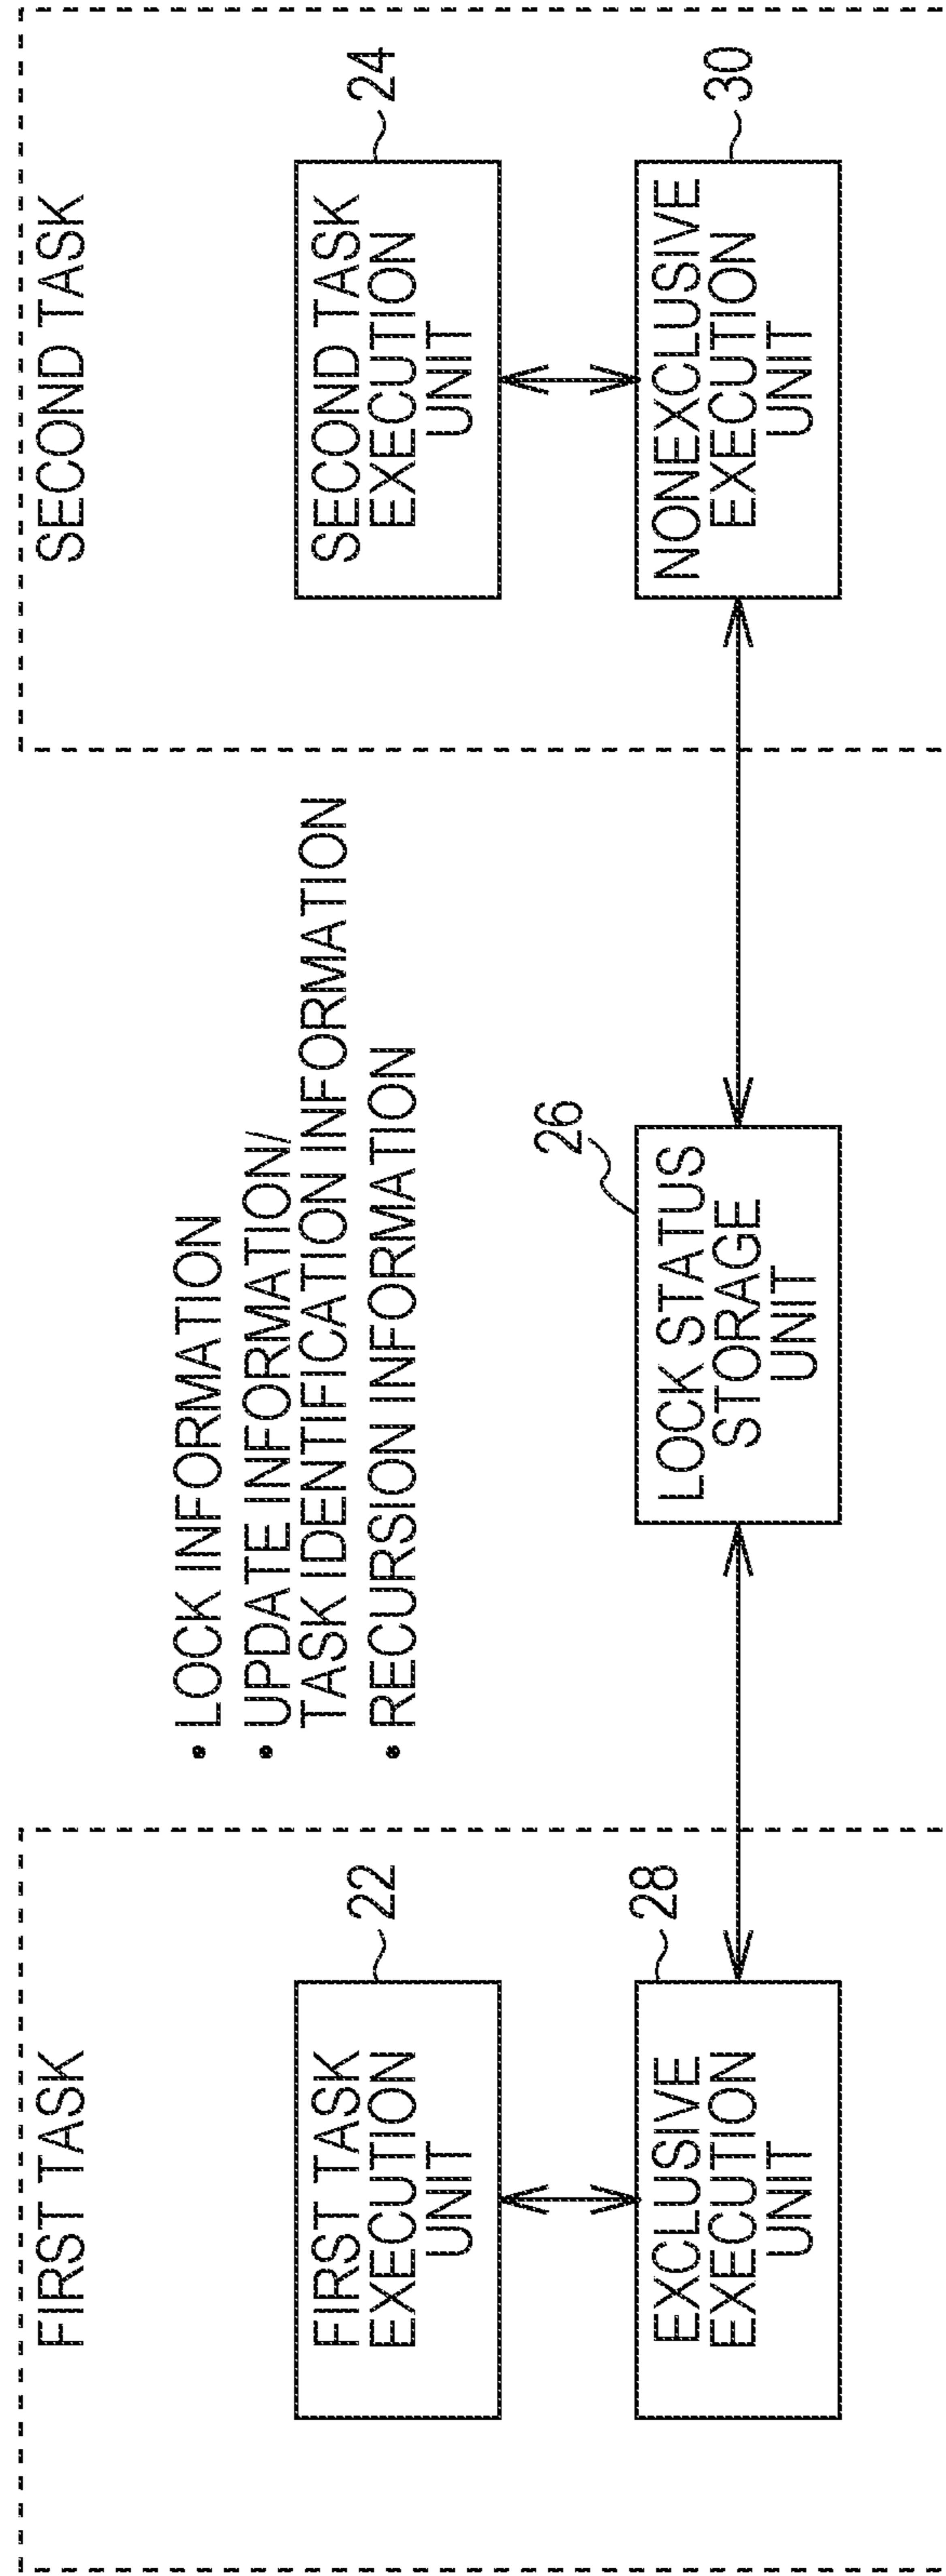 FIRST TASK
FIRST TASK
EXECUTION
UNIT
22
EXCLUSIVE
EXECUTION
UNIT
28
• LOCK INFORMATION
• UPDATE INFORMATION/
TASK IDENTIFICATION INFORMATION
• RECURSION INFORMATION
26
LOCK STATUS
STORAGE
UNIT
SECOND TASK
SECOND TASK
EXECUTION
UNIT
24
NONEXCLUSIVE
EXECUTION
UNIT
30